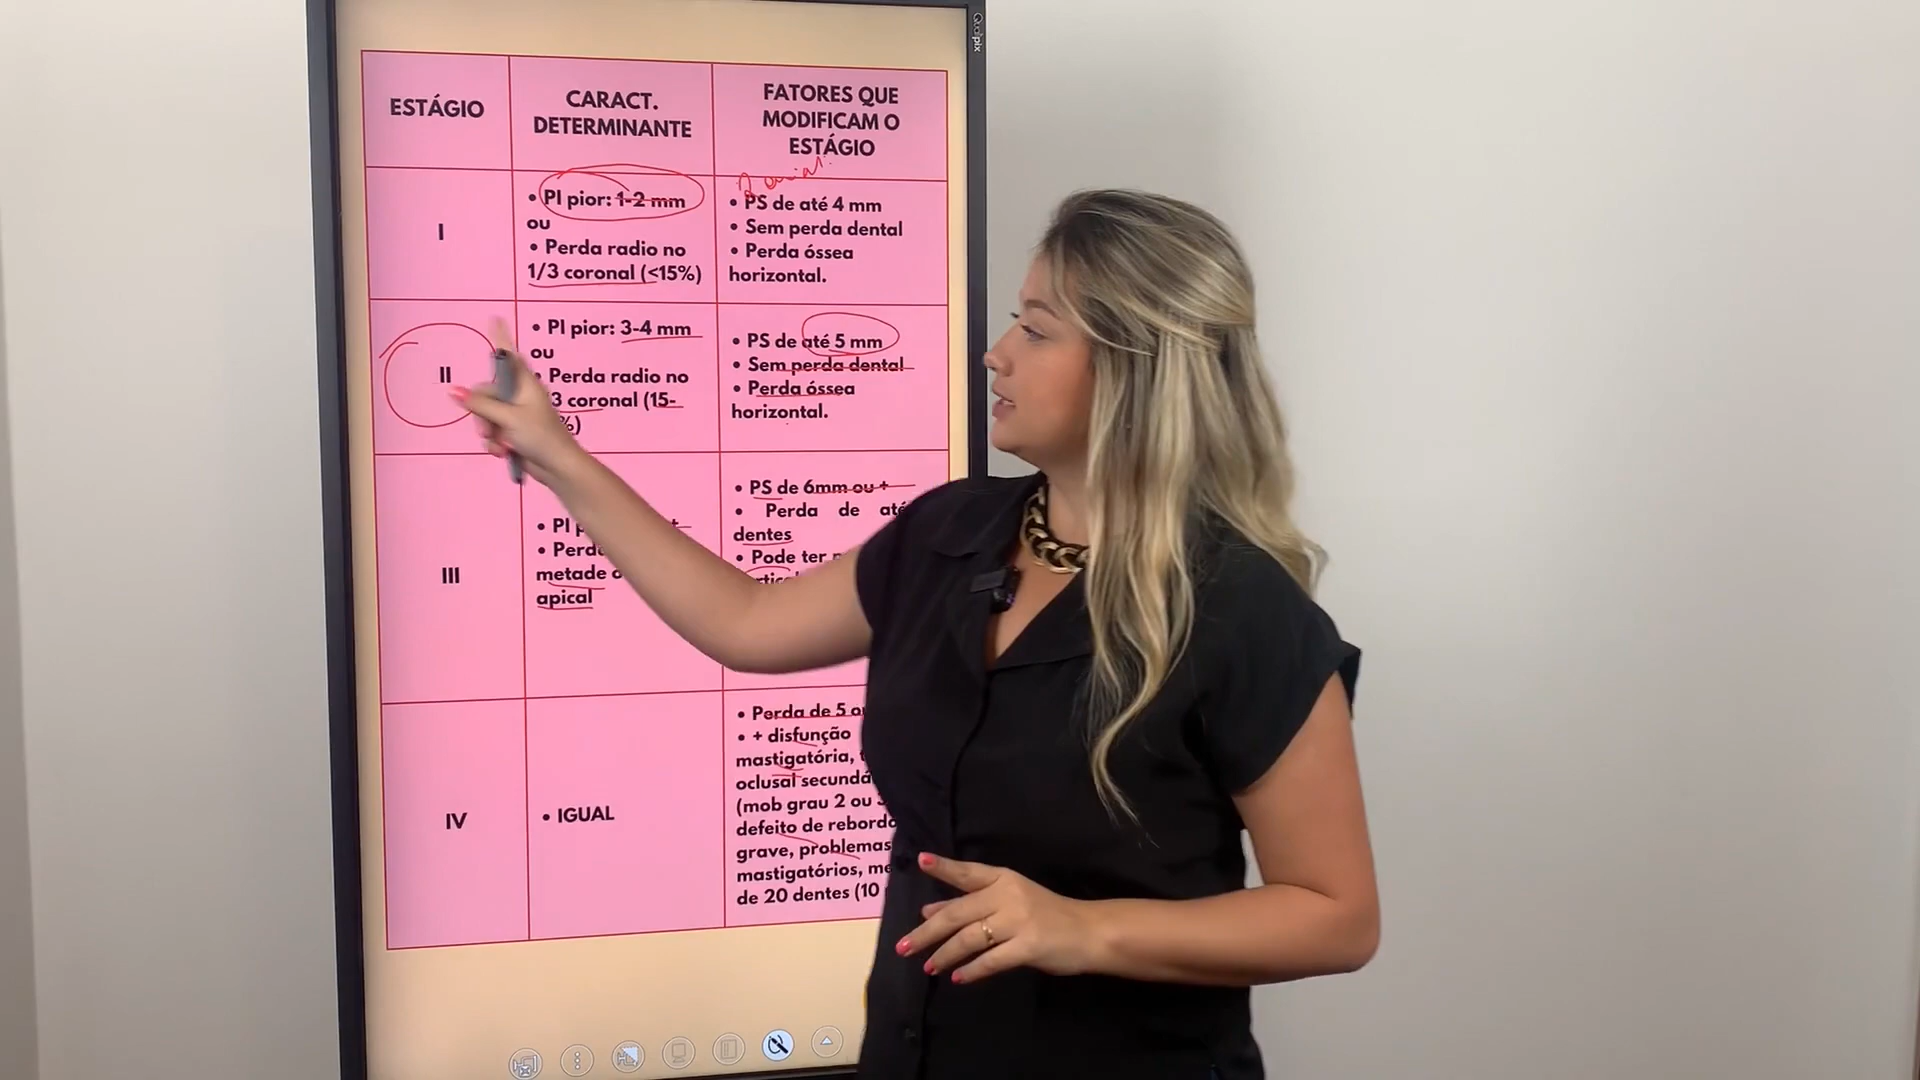 Qualpix
ESTÁGIO
CARACT.
DETERMINANTE
FATORES QUE
MODIFICAM O
ESTÁGIO
I
• PI pior: 1-2 mm
ou
• Perda radio no
1/3 coronal (<15%)
• PS de até 4 mm
• Sem perda dental
• Perda óssea
horizontal.
II
• PI pior: 3-4 mm
ou
Perda radio no
3 coronal (15-
%)
• PS de até 5 mm
• Sem perda dental
• Perda óssea
horizontal.
III
• PI
• Perd
metade
apical
• PS de 6mm ou +
• Perda de até
dentes
• Pode ter
IV
• IGUAL
• Perda de 5
• + disfunção
mastigatória,
oclusal secundá
(mob grau 2 ou
defeito de rebordo
grave, problemas
mastigatórios, me
de 20 dentes (10